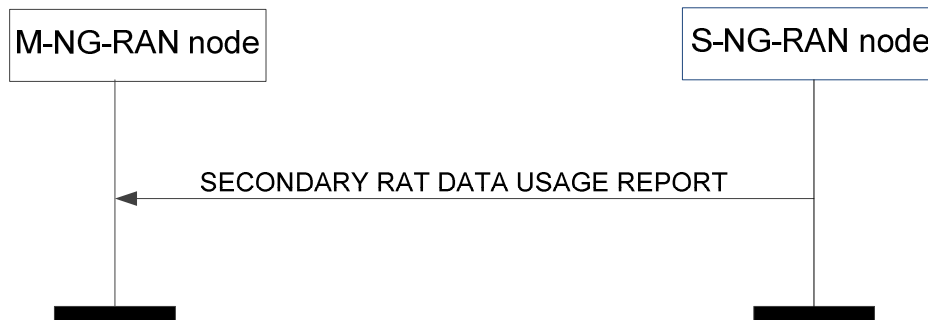 M-NG-RAN node
S-NG-RAN node
SECONDARY RAT DATA USAGE REPORT